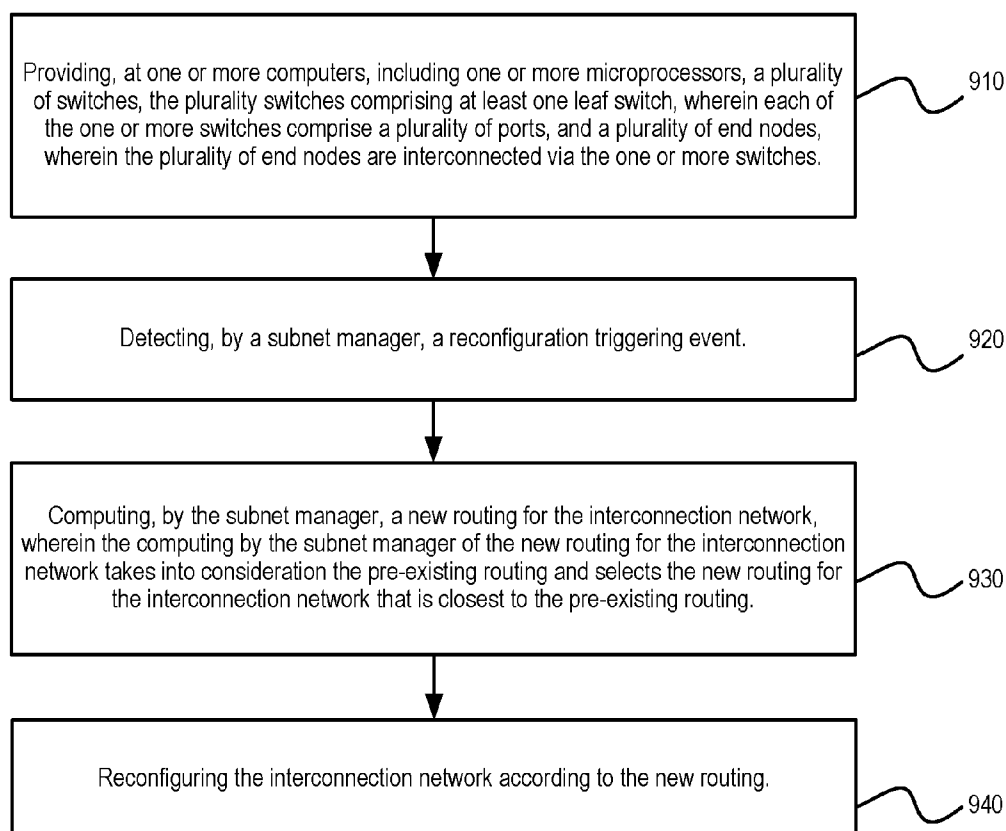 Providing, at one or more computers, including one or more microprocessors, a plurality
of switches, the plurality switches comprising at least one leaf switch, wherein each of
the one or more switches comprise a plurality of ports, and a plurality of end nodes,
wherein the plurality of end nodes are interconnected via the one or more switches.
910
Detecting, by a subnet manager, a reconfiguration triggering event.
920
Computing, by the subnet manager, a new routing for the interconnection network,
wherein the computing by the subnet manager of the new routing for the interconnection
network takes into consideration the pre-existing routing and selects the new routing for
the interconnection network that is closest to the pre-existing routing.
930
Reconfiguring the interconnection network according to the new routing.
940